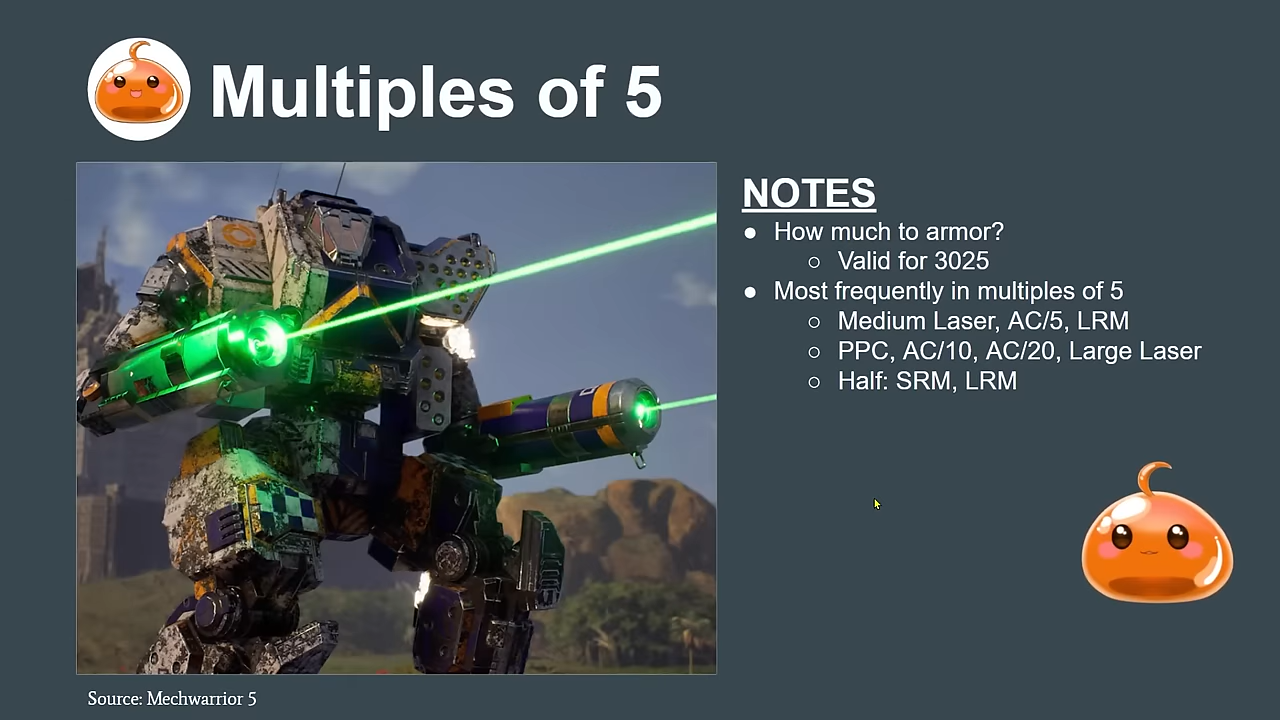 Multiples of 5
NOTES
● How much to armor?
○ Valid for 3025
● Most frequently in multiples of 5
○ Medium Laser, AC/5, LRM
○ PPC, AC/10, AC/20, Large Laser
○ Half: SRM, LRM
Source: Mechwarrior 5